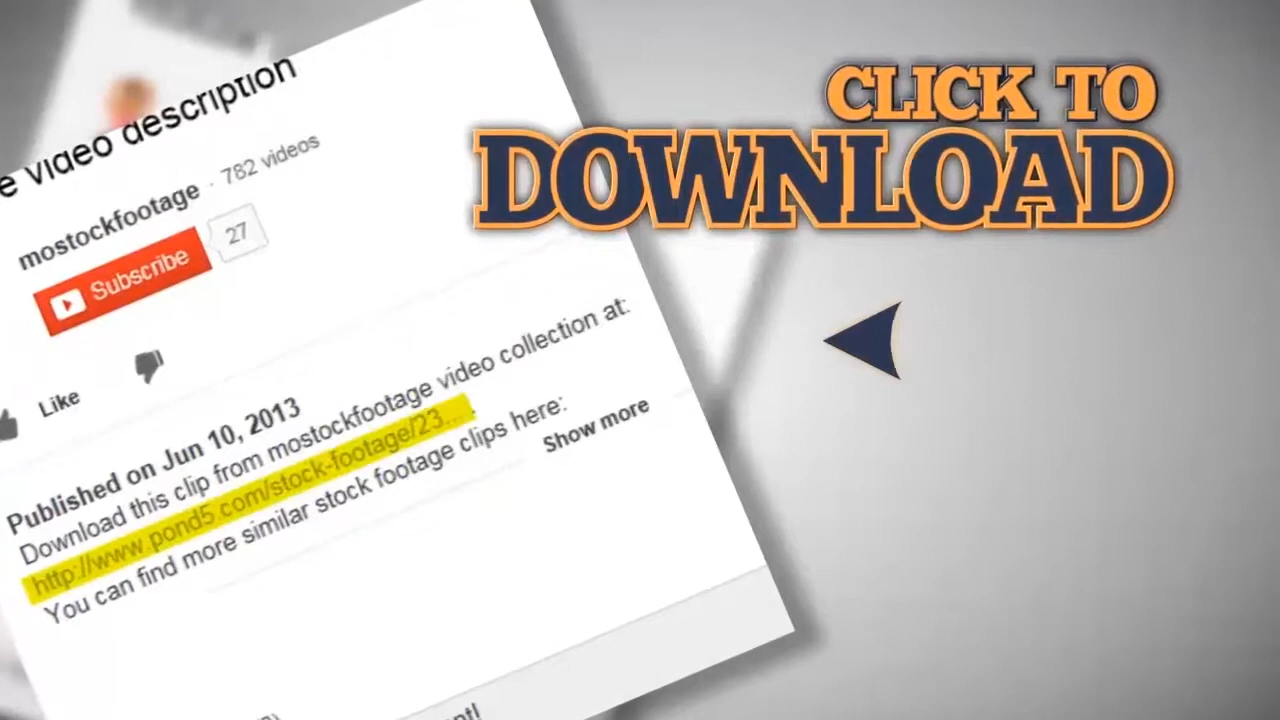 CLICK TO
DOWNLOAD
e video description
mostockfootage · 782 videos
Subscribe 27
Like
Published on Jun 10, 2013
Download this clip from mostockfootage video collection at:
http://www.pond5.com/stock-footage/23... .
You can find more similar stock footage clips here:
Show more